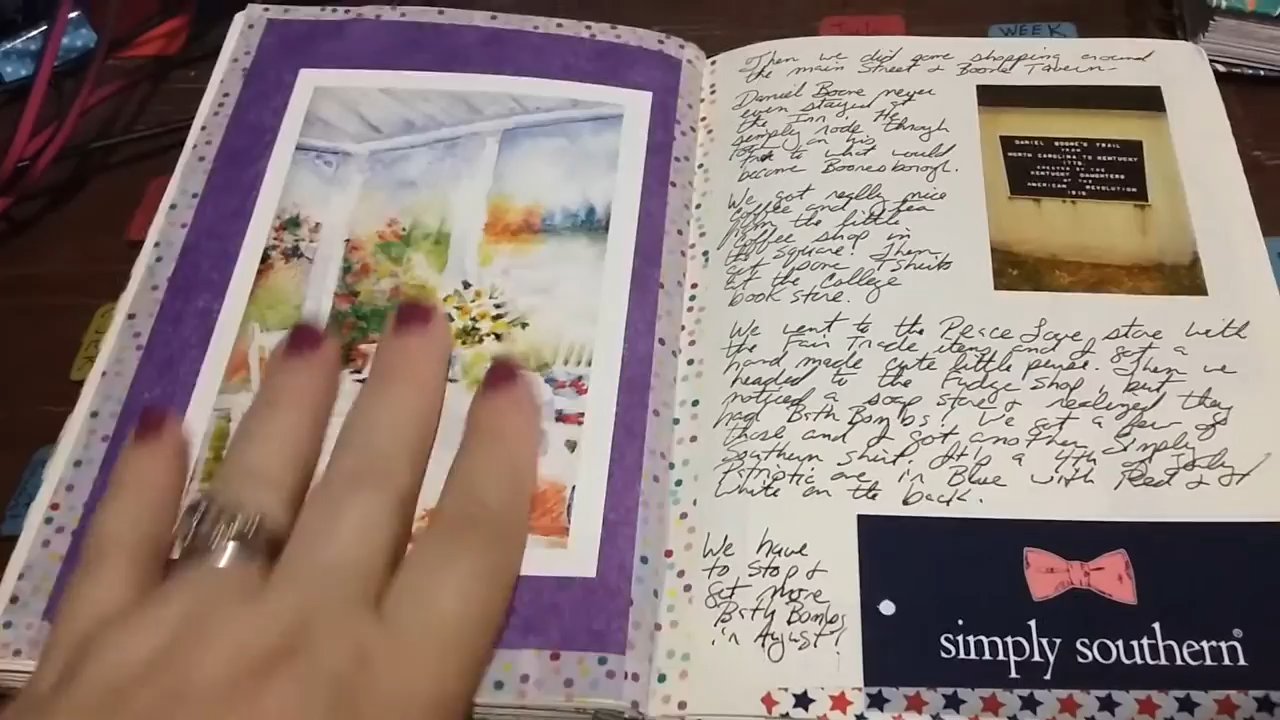 WEEK
Then we did some shopping around
the main Street & Boone Tavern-
Daniel Boone never
even stayed at
the Inn. He
simply rode through
on his
to what would
become Boonesborogh.
We got really nice
coffee and tea
from the little
coffee shop in
the square! Then
got some T Shirts
at the College
book store.
We went to the Peace Love store with
the Fair Trade items and I got a
hand made cute little purse. Then we
headed to the Fudge Shop, but
noticed a soap store & realized they
had Bath Bombs! We got a few of
those and I got another Simply
Southern shirt. It's a 4th of July
Patriotic one in Blue with Reed &
White on the back.
We have
to stop &
get more
Bath Bombs
in August!
DANIEL BOONE'S TRAIL
FROM
NORTH CAROLINA TO KENTUCKY
1775
ERECTED BY THE
KENTUCKY DAUGHTERS
OF THE
AMERICAN REVOLUTION
1915
simply southern®